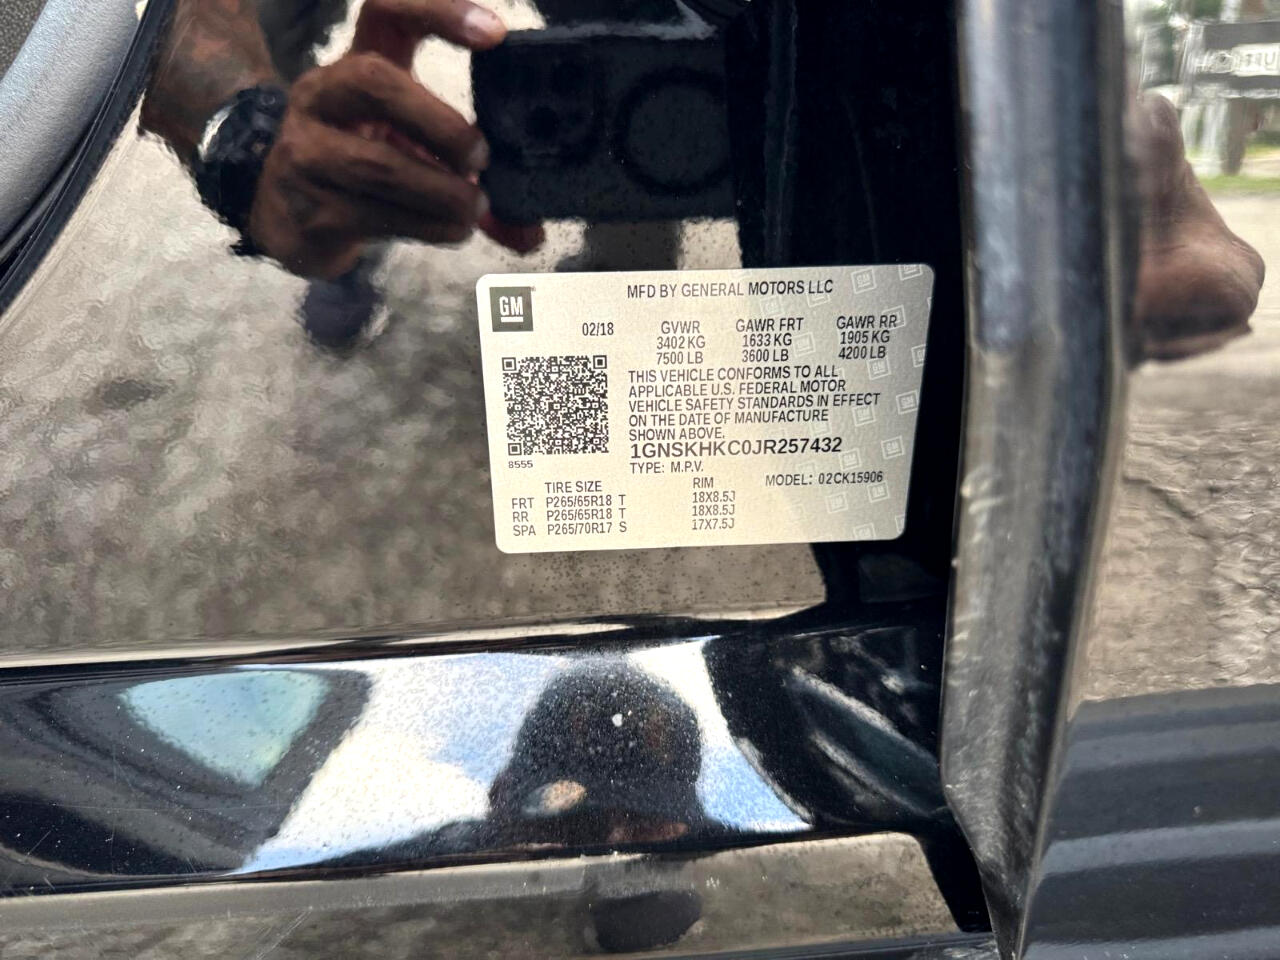 GM
MFD BY GENERAL MOTORS LLC
02/18 GVWR GAWR FRT GAWR RR
3402 KG 1633 KG 1905 KG
7500 LB 3600 LB 4200 LB
THIS VEHICLE CONFORMS TO ALL
APPLICABLE U.S. FEDERAL MOTOR
VEHICLE SAFETY STANDARDS IN EFFECT
ON THE DATE OF MANUFACTURE
SHOWN ABOVE.
8555
1GNSKHKC0JR257432
TYPE: M.P.V.
TIRE SIZE RIM MODEL: 02CK15906
FRT P265/65R18 T 18X8.5J
RR P265/65R18 T 18X8.5J
SPA P265/70R17 S 17X7.5J